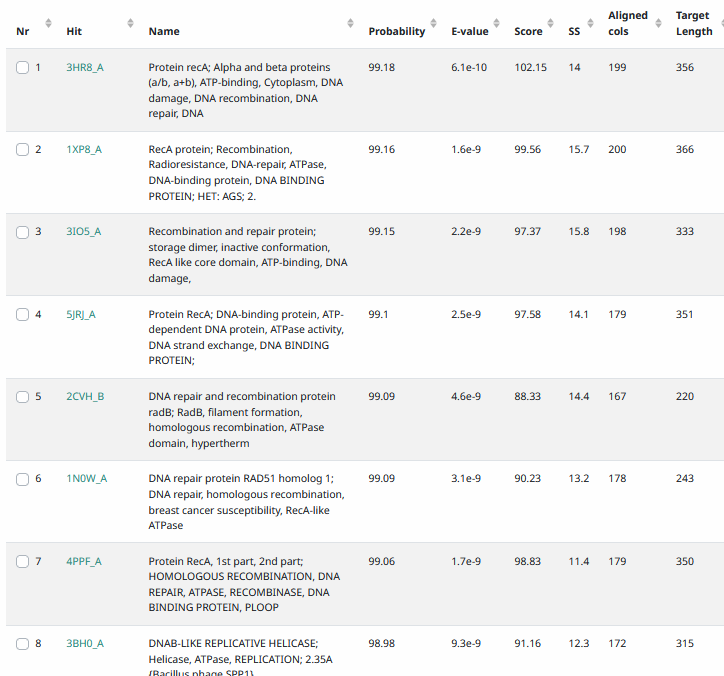 Nr Hit Name Probability E-value Score SS Aligned cols Target Length
1 3HR8_A Protein recA; Alpha and beta proteins 99.18 6.1e-10 102.15 14 199 356
(a/b, a+b), ATP-binding, Cytoplasm, DNA
damage, DNA recombination, DNA
repair, DNA
2 1XP8_A RecA protein; Recombination, 99.16 1.6e-9 99.56 15.7 200 366
Radioresistance, DNA-repair, ATPase,
DNA-binding protein, DNA BINDING
PROTEIN; HET: AGS; 2.
3 3IO5_A Recombination and repair protein; 99.15 2.2e-9 97.37 15.8 198 333
storage dimer, inactive conformation,
RecA like core domain, ATP-binding, DNA
damage,
4 5JRJ_A Protein RecA; DNA-binding protein, ATP- 99.1 2.5e-9 97.58 14.1 179 351
dependent DNA protein, ATPase activity,
DNA strand exchange, DNA BINDING
PROTEIN;
5 2CVH_B DNA repair and recombination protein 99.09 4.6e-9 88.33 14.4 167 220
radB; RadB, filament formation,
homologous recombination, ATPase
domain, hypertherm
6 1N0W_A DNA repair protein RAD51 homolog 1; 99.09 3.1e-9 90.23 13.2 178 243
DNA repair, homologous recombination,
breast cancer susceptibility, RecA-like
ATPase
7 4PPF_A Protein RecA, 1st part, 2nd part; 99.06 1.7e-9 98.83 11.4 179 350
HOMOLOGOUS RECOMBINATION, DNA
REPAIR, ATPASE, RECOMBINASE, DNA
BINDING PROTEIN, PLOOP
8 3BH0_A DNAB-LIKE REPLICATIVE HELICASE; 98.98 9.3e-9 91.16 12.3 172 315
Helicase, ATPase, REPLICATION; 2.35A
{Bacillus phage SPP1}